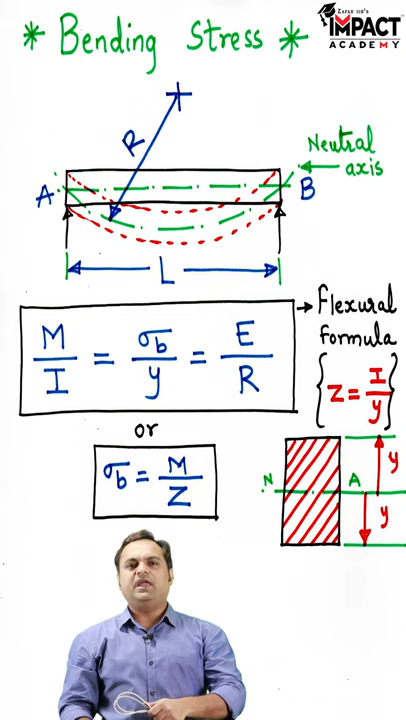 * Bending Stress *
ZAFAR SIR's
IMPACT
ACADEMY
R
Neutral
axis
A
B
L
M/I = σb/y = E/R
→ Flexural
Formula
{Z = I/y}
or
σb = M/Z
N
A
y
y